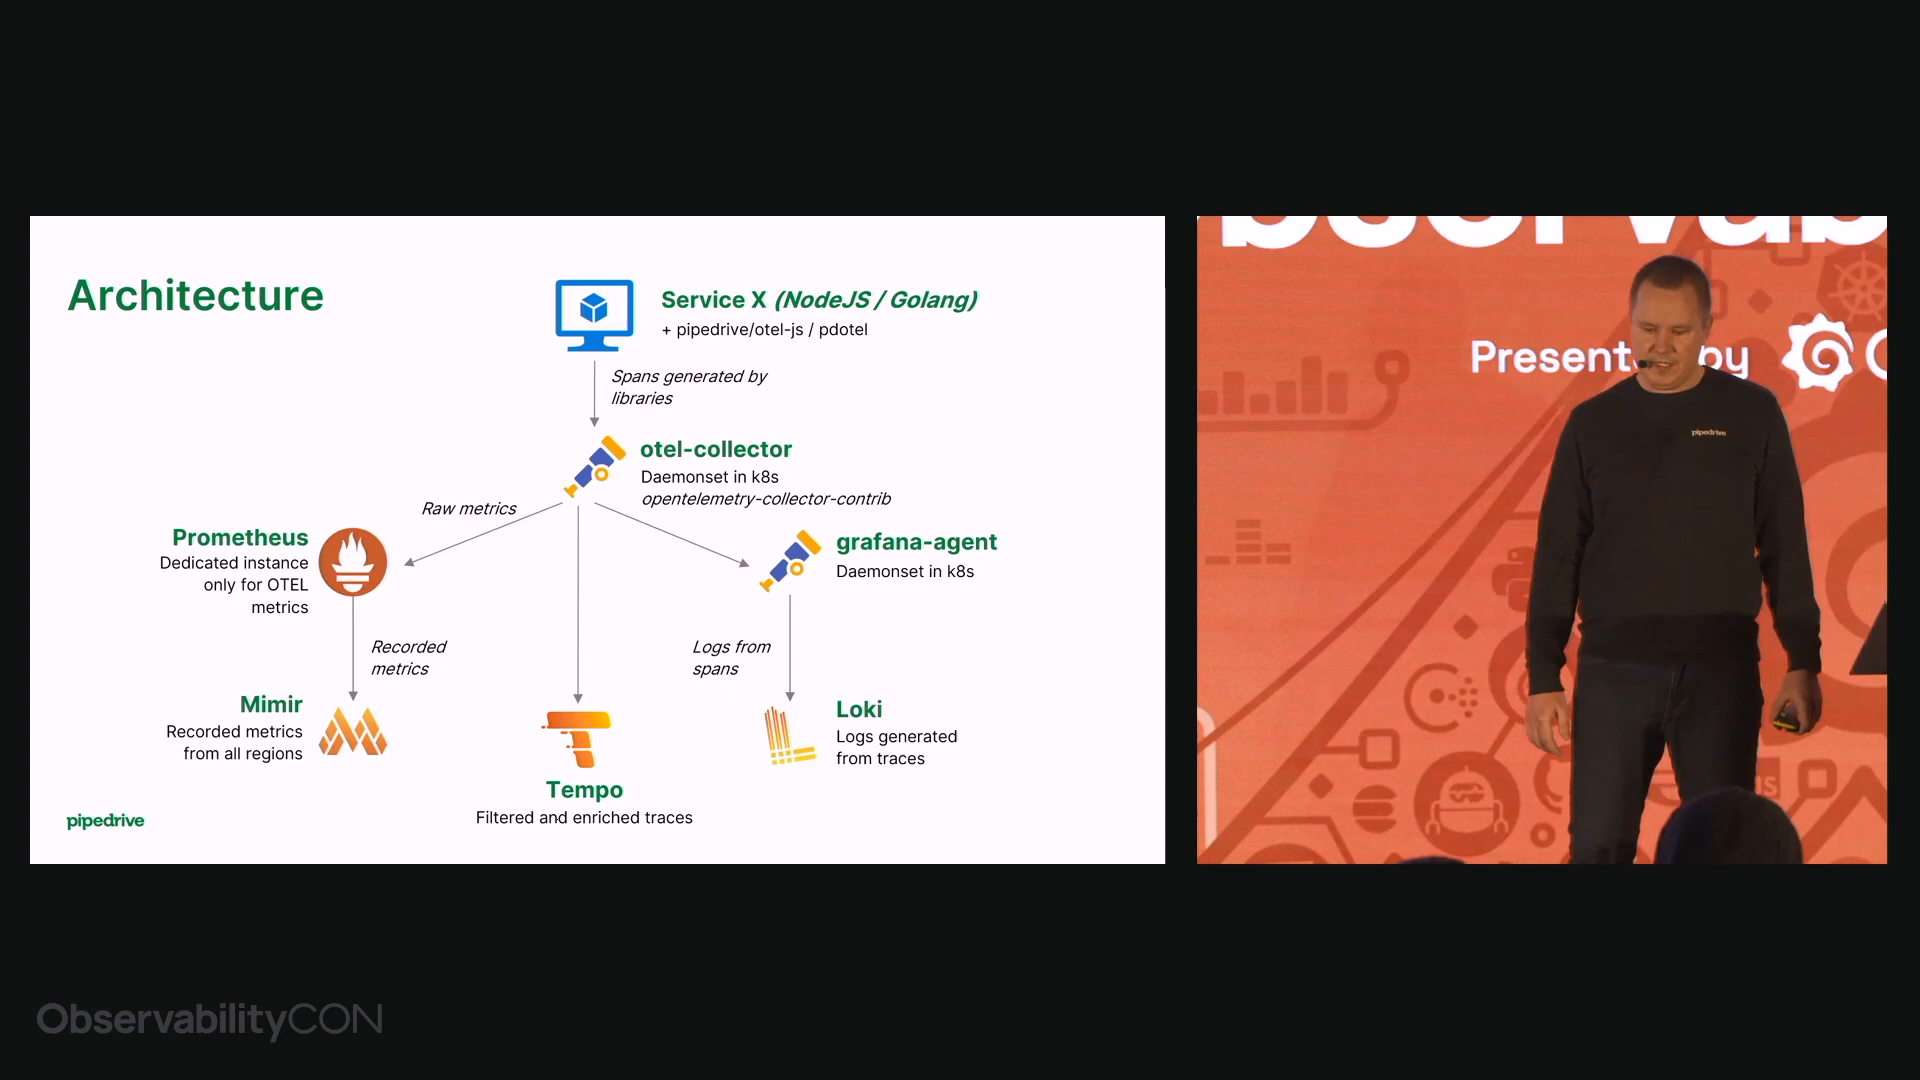 Architecture
Service X (NodeJS / Golang)
+ pipedrive/otel-js / pdotel
Spans generated by
libraries
otel-collector
Daemonset in k8s
opentelemetry-collector-contrib
Raw metrics
Prometheus
Dedicated instance
only for OTEL
metrics
grafana-agent
Daemonset in k8s
Recorded
metrics
Logs from
spans
Mimir
Recorded metrics
from all regions
Tempo
Filtered and enriched traces
Loki
Logs generated
from traces
pipedrive
pipedrive
ObservabilityCON